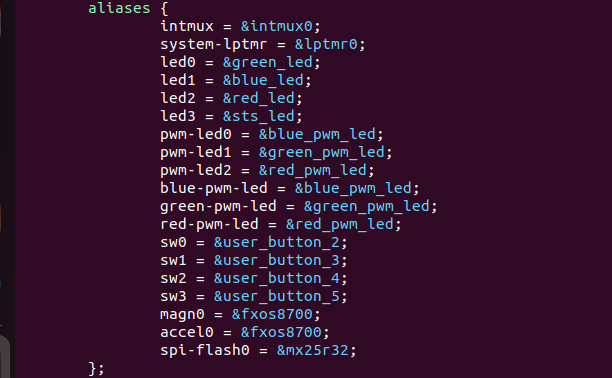 aliases {
intmux = &intmux0;
system-lptmr = &lptmr0;
led0 = &green_led;
led1 = &blue_led;
led2 = &red_led;
led3 = &sts_led;
pwm-led0 = &blue_pwm_led;
pwm-led1 = &green_pwm_led;
pwm-led2 = &red_pwm_led;
blue-pwm-led = &blue_pwm_led;
green-pwm-led = &green_pwm_led;
red-pwm-led = &red_pwm_led;
sw0 = &user_button_2;
sw1 = &user_button_3;
sw2 = &user_button_4;
sw3 = &user_button_5;
magn0 = &fxos8700;
accel0 = &fxos8700;
spi-flash0 = &mx25r32;
};